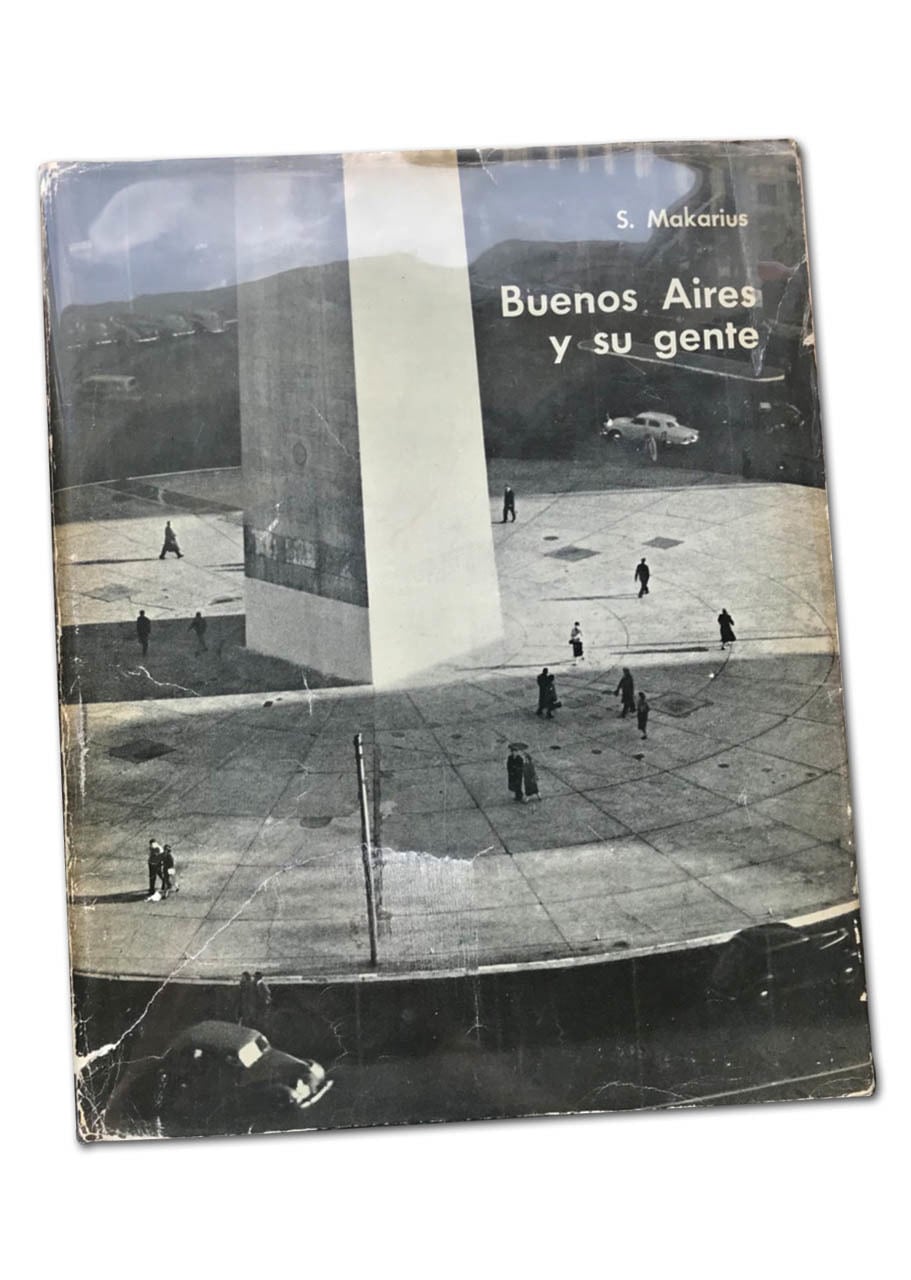 S. Makarius
Buenos Aires
y su gente